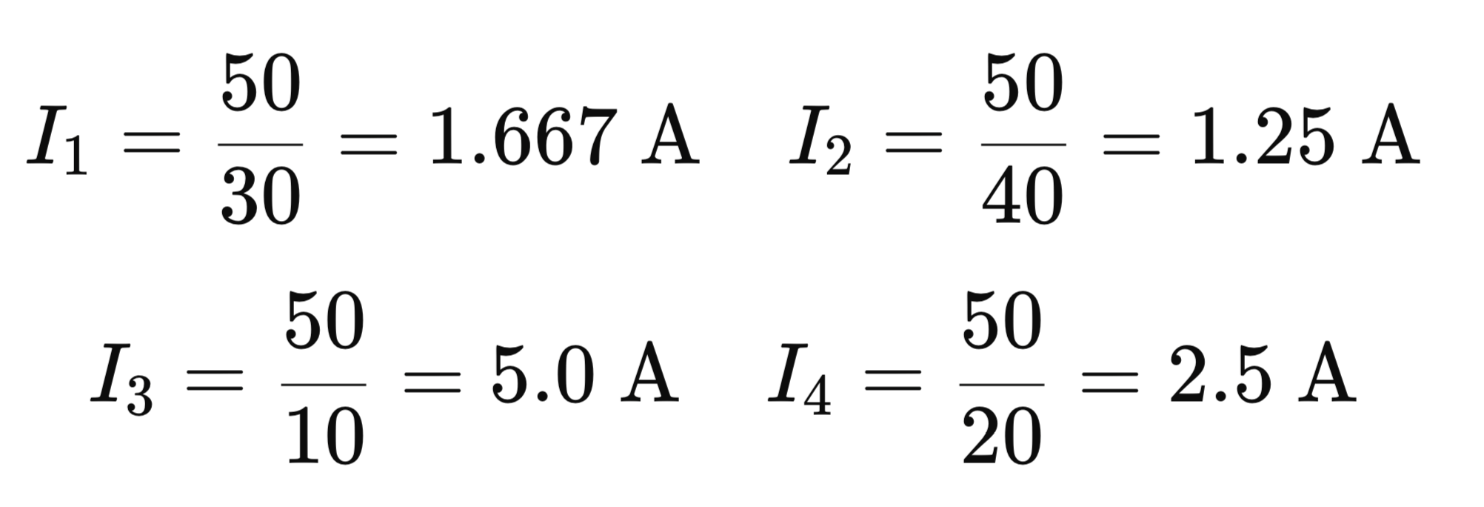 I₁ = 50/30 = 1.667 A   I₂ = 50/40 = 1.25 A
I₃ = 50/10 = 5.0 A   I₄ = 50/20 = 2.5 A